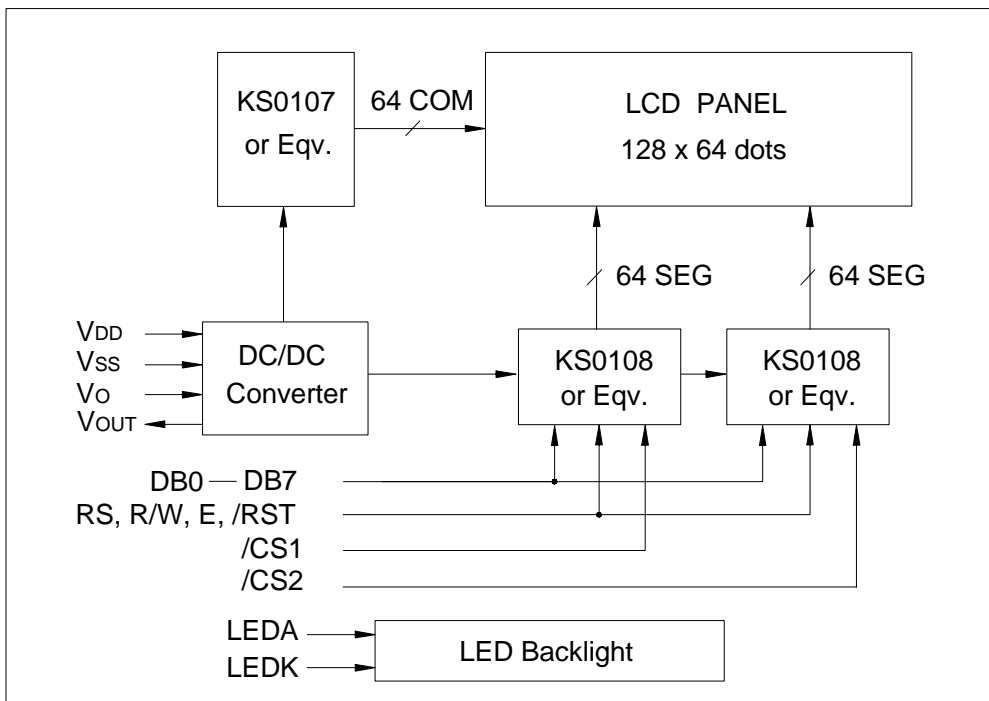 KS0107
or Eqv.
64 COM
LCD PANEL
128 x 64 dots
64 SEG
64 SEG
VDD
VSS
VO
VOUT
DC/DC
Converter
KS0108
or Eqv.
KS0108
or Eqv.
DB0 — DB7
RS, R/W, E, /RST
/CS1
/CS2
LEDA
LEDK
LED Backlight